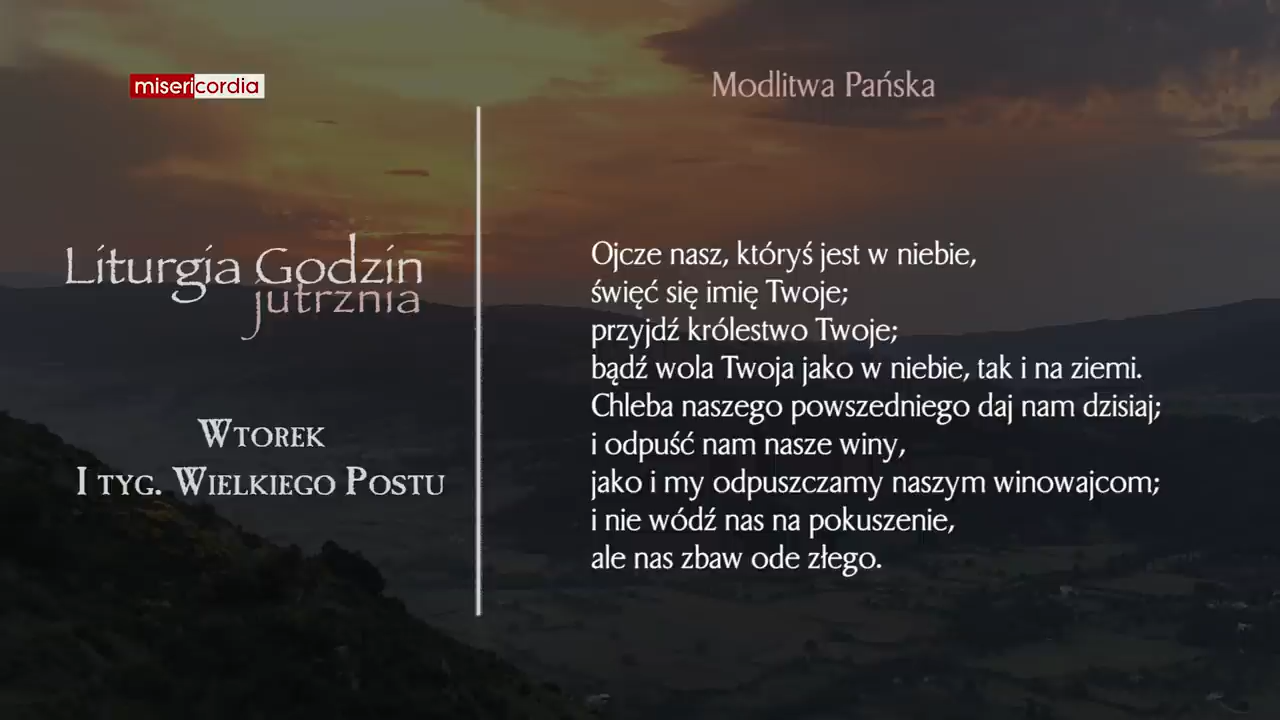 misericordia
Liturgia Godzin
jutrznia
Wtorek
I tyg. Wielkiego Postu
Modlitwa Pańska
Ojcze nasz, któryś jest w niebie,
święć się imię Twoje;
przyjdź królestwo Twoje;
bądź wola Twoja jako w niebie, tak i na ziemi.
Chleba naszego powszedniego daj nam dzisiaj;
i odpuść nam nasze winy,
jako i my odpuszczamy naszym winowajcom;
i nie wódź nas na pokuszenie,
ale nas zbaw ode złego.